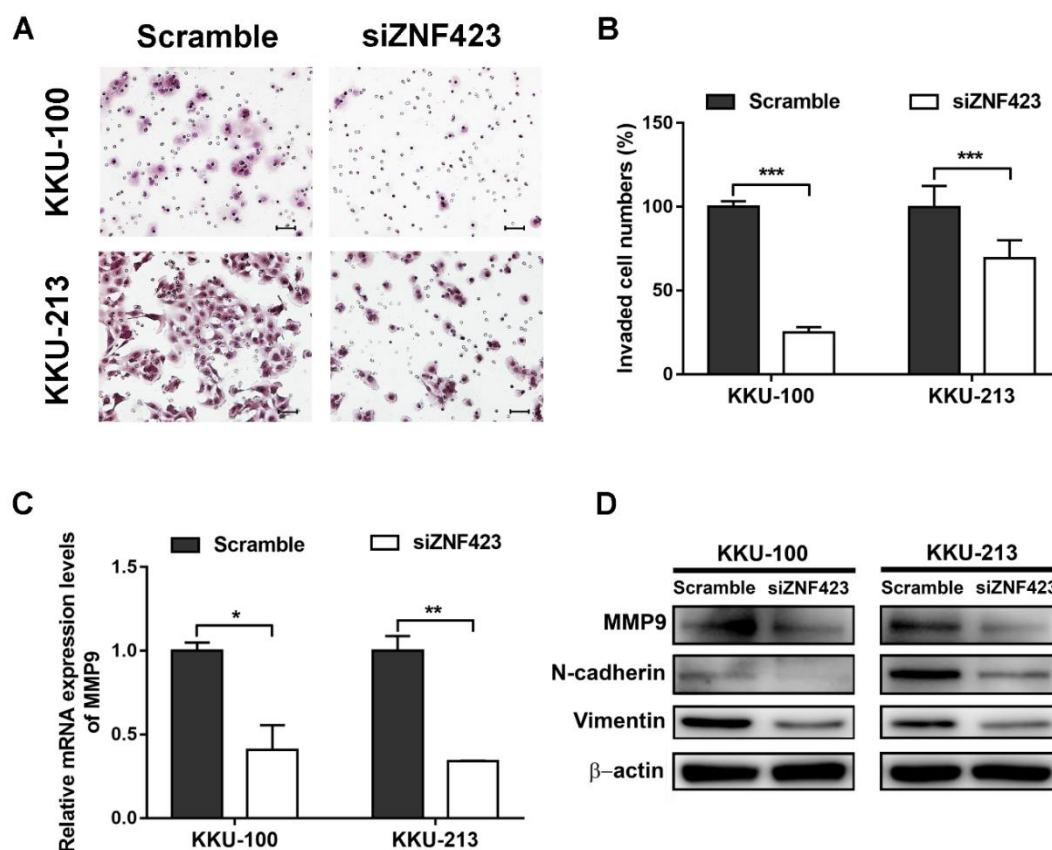 A
Scramble siZNF423
KKU-100
KKU-213
B
Scramble siZNF423
Invaded cell numbers (%)
150
100
50
0
*** ***
KKU-100 KKU-213
C
Scramble siZNF423
Relative mRNA expression levels
of MMP9
1.5
1.0
0.5
0.0
* **
KKU-100 KKU-213
D
KKU-100 KKU-213
Scramble siZNF423 Scramble siZNF423
MMP9
N-cadherin
Vimentin
β-actin